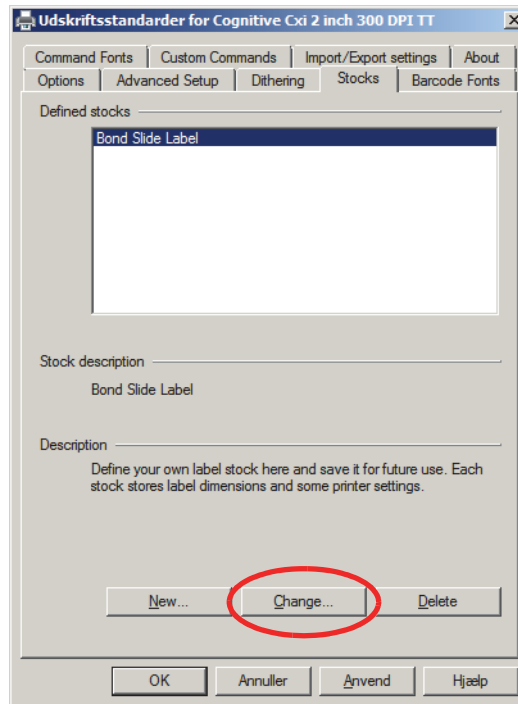 Udskriftsstandarder for Cognitive Cxi 2 inch 300 DPI TT
Command Fonts Custom Commands Import/Export settings About
Options Advanced Setup Dithering Stocks Barcode Fonts
Defined stocks
Bond Slide Label
Stock description
Bond Slide Label
Description
Define your own label stock here and save it for future use. Each
stock stores label dimensions and some printer settings.
New... Change... Delete
OK Annuller Anvend Hjælp